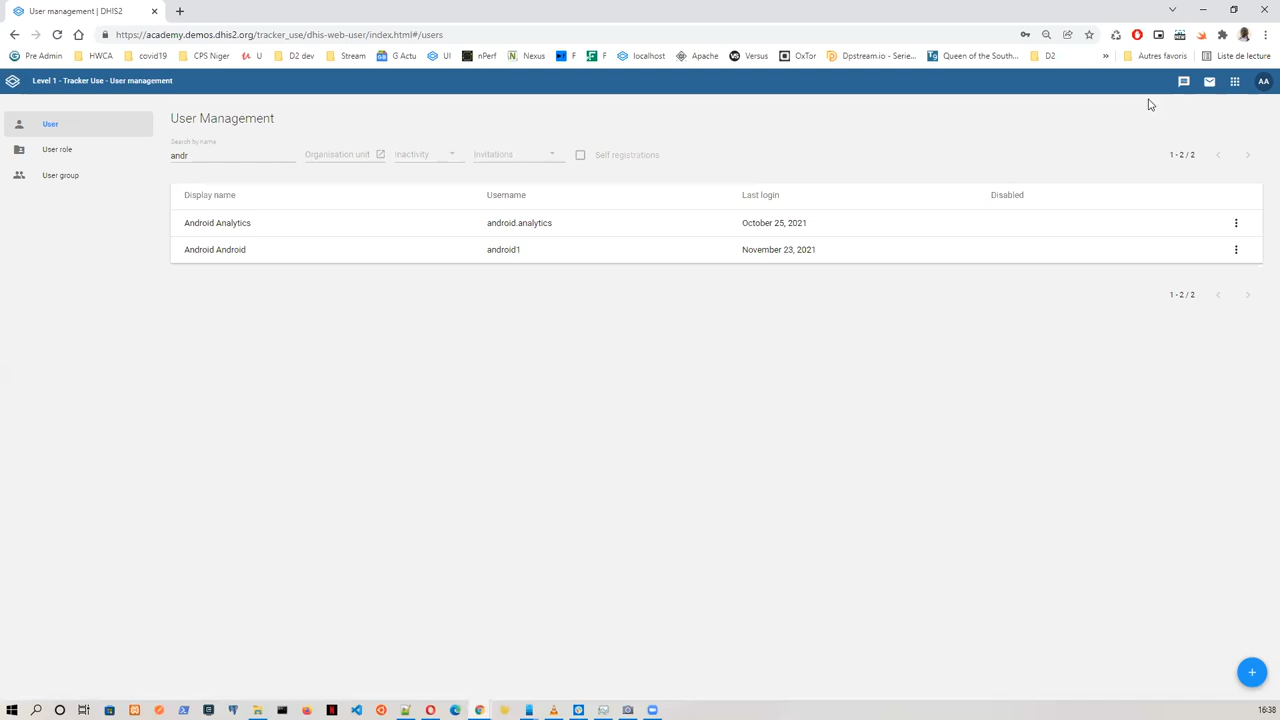 User management | DHIS2
https://academy.demos.dhis2.org/tracker_use/dhis-web-user/index.html#/users
Pre Admin
HWCA
covid19
CPS Niger
U
D2 dev
Stream
G Actu
UI
nPerf
Nexus
F
F
localhost
Apache
Versus
OxTor
Dpstream.io - Serie...
Queen of the South...
D2
»
Autres favoris
Liste de lecture
Level 1 - Tracker Use - User management
AA
User
User role
User group
User Management
Search by name
andr
Organisation unit
Inactivity
Invitations
Self registrations
1 - 2 / 2
Display name Username Last login Disabled
Android Analytics android.analytics October 25, 2021
Android Android android1 November 23, 2021
1 - 2 / 2
+
16:38